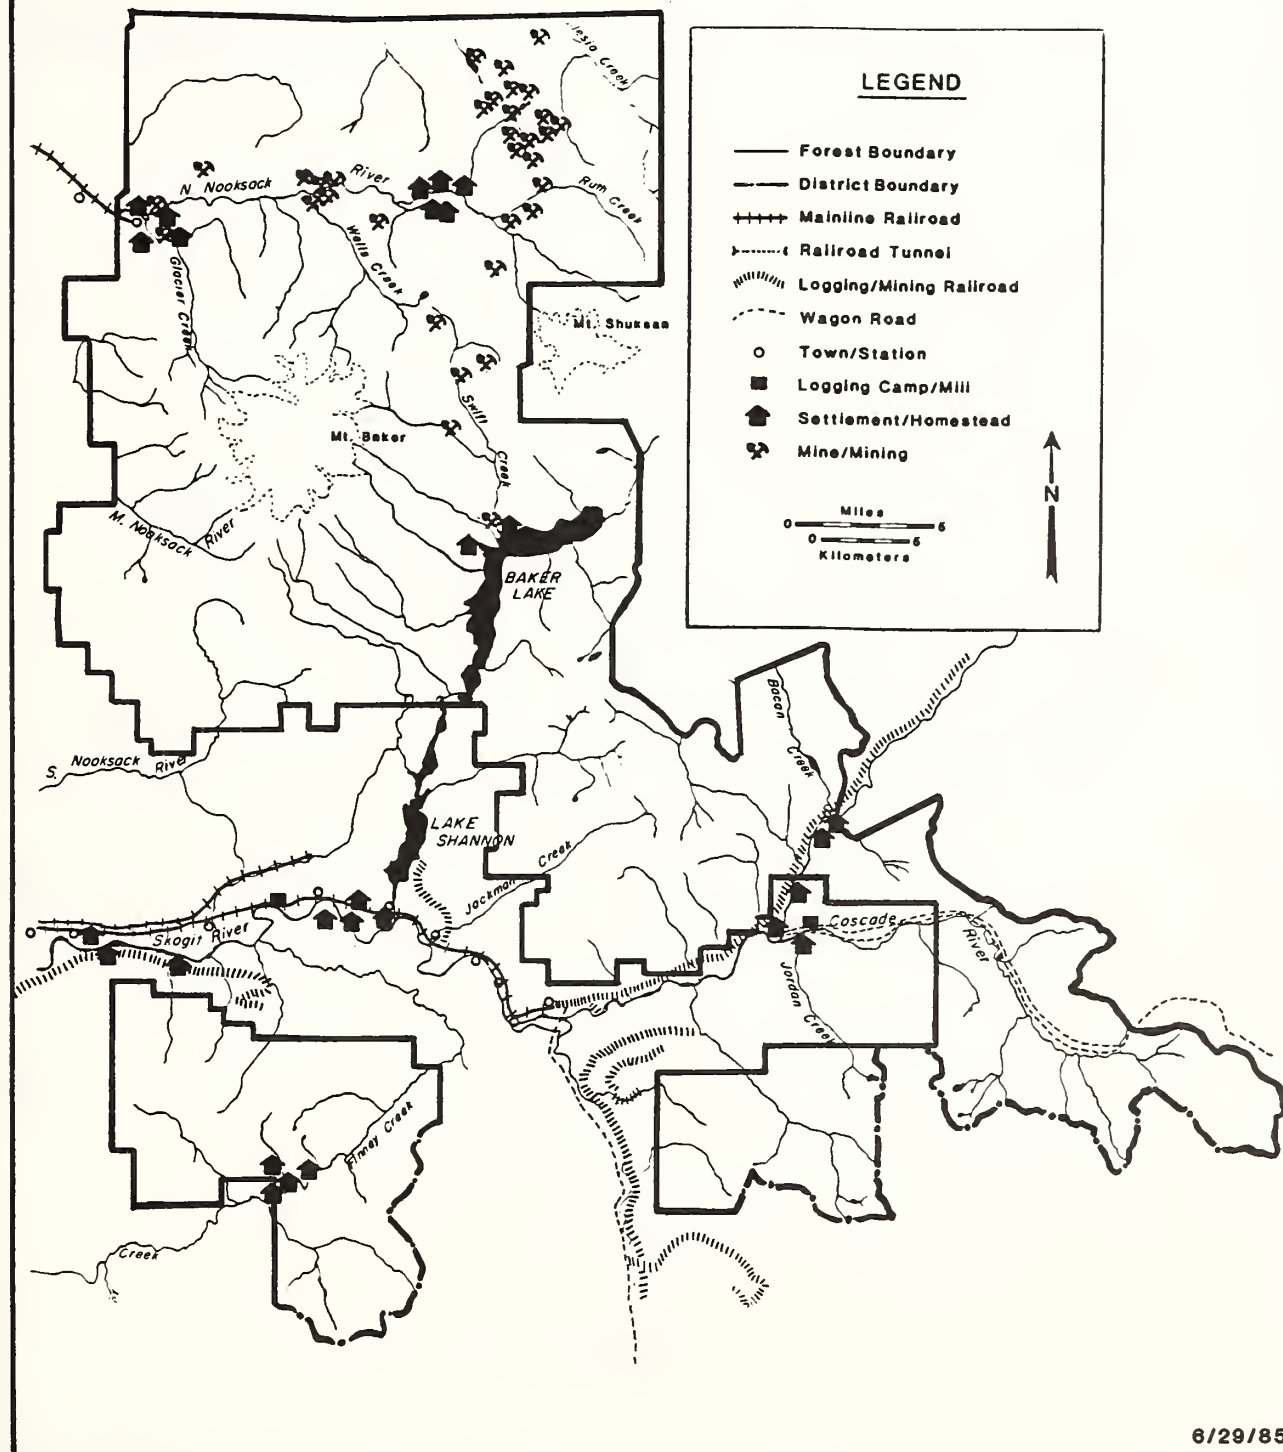 LEGEND
Forest Boundary
District Boundary
Mainline Railroad
Railroad Tunnel
Logging/Mining Railroad
Wagon Road
Town/Station
Logging Camp/Mill
Settlement/Homestead
Mine/Mining
N
Miles
0 5
0 5
Kilometers
Creek
N. Nooksack
River
Rum Creek
Wells Creek
Glacier Creek
Mt. Shuksan
Mt. Baker
Swift
Creek
M. Nooksack
River
BAKER
LAKE
Bacon
Creek
S. Nooksack River
LAKE
SHANNON
Jackman Creek
Skagit River
Cascade
River
Jordan Creek
Finney Creek
Creek
6/29/85